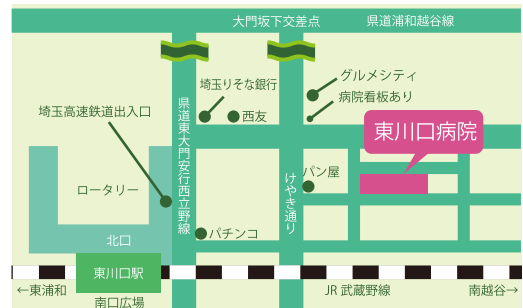 大門坂下交差点
県道浦和越谷線
グルメシティ
埼玉りそな銀行
病院看板あり
埼玉高速鉄道出入口
西友
県道東大門安行西立野線
東川口病院
けやき通り
パン屋
ロータリー
パチンコ
北口
東川口駅
←東浦和
JR 武蔵野線
南越谷→
南口広場